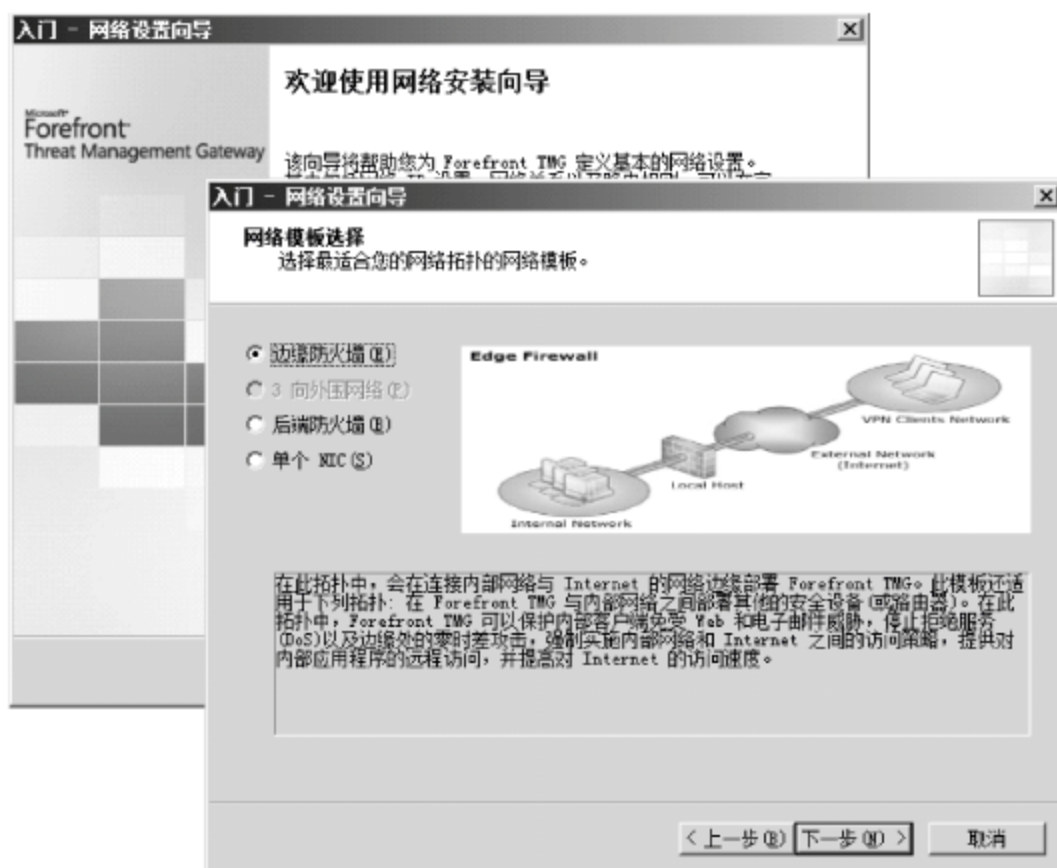 入门 - 网络设置向导
欢迎使用网络安装向导
Microsoft
Forefront
Threat Management Gateway
该向导将帮助您为 Forefront TMG 定义基本的网络设置。
入门 - 网络设置向导
网络模板选择
选择最适合您的网络拓扑的网络模板。
边缘防火墙(E)
3 向外围网络(P)
后端防火墙(B)
单个 NIC(S)
Edge Firewall
VPN Clients Network
External Network
(Internet)
Local Host
Internal Network
在此拓扑中，会在连接内部网络与 Internet 的网络边缘部署 Forefront TMG。此模板还适
用于下列拓扑: 在 Forefront TMG 与内部网络之间部署其他的安全设备(或路由器)。在此
拓扑中，Forefront TMG 可以保护内部客户端免受 Web 和电子邮件威胁，停止拒绝服务
(DoS)以及边缘处的零时差攻击，强制实施内部网络和 Internet 之间的访问策略，提供对
内部应用程序的远程访问，并提高对 Internet 的访问速度。
< 上一步(B) 下一步(N) > 取消